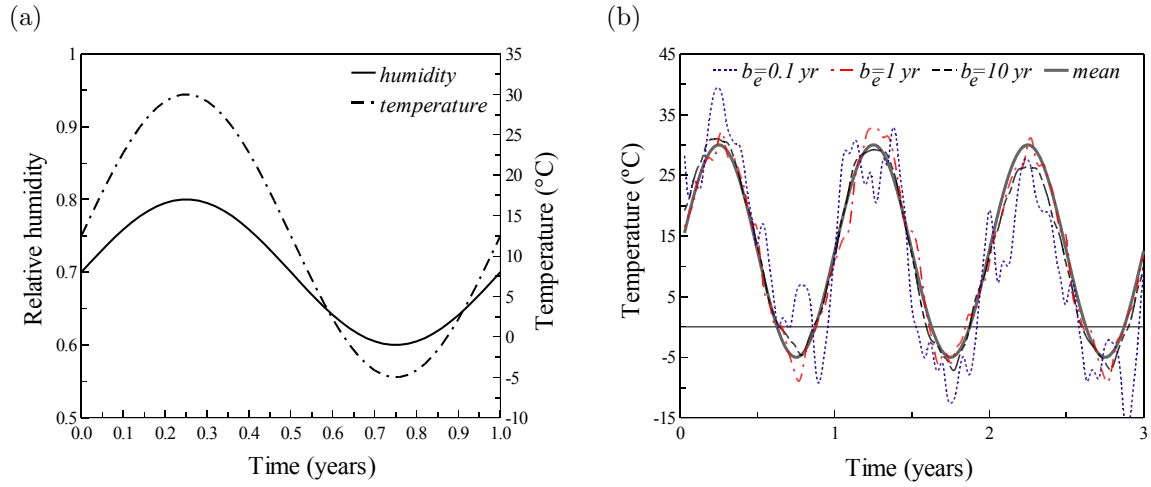 (a)
1
0.9
0.8
0.7
0.6
0.5
Relative humidity
humidity
temperature
35
30
25
20
15
10
5
0
-5
-10
Temperature (°C)
0.0 0.1 0.2 0.3 0.4 0.5 0.6 0.7 0.8 0.9 1.0
Time (years)
(b)
45
35
25
15
5
-5
-15
Temperature (°C)
b_e=0.1 yr b_e=1 yr b_e=10 yr mean
0 1 2 3
Time (years)